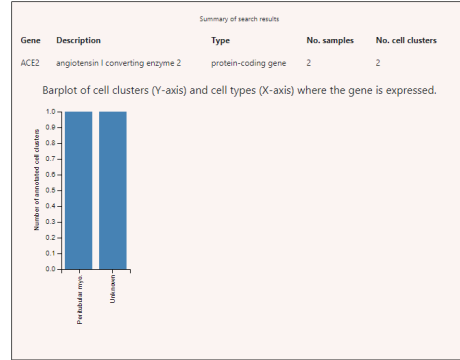 Summary of search results
Gene Description Type No. samples No. cell clusters
ACE2 angiotensin I converting enzyme 2 protein-coding gene 2 2
Barplot of cell clusters (Y-axis) and cell types (X-axis) where the gene is expressed.
Number of annotated cell clusters
1.0
0.9
0.8
0.7
0.6
0.5
0.4
0.3
0.2
0.1
0.0
Peritubular myo.
Unknown